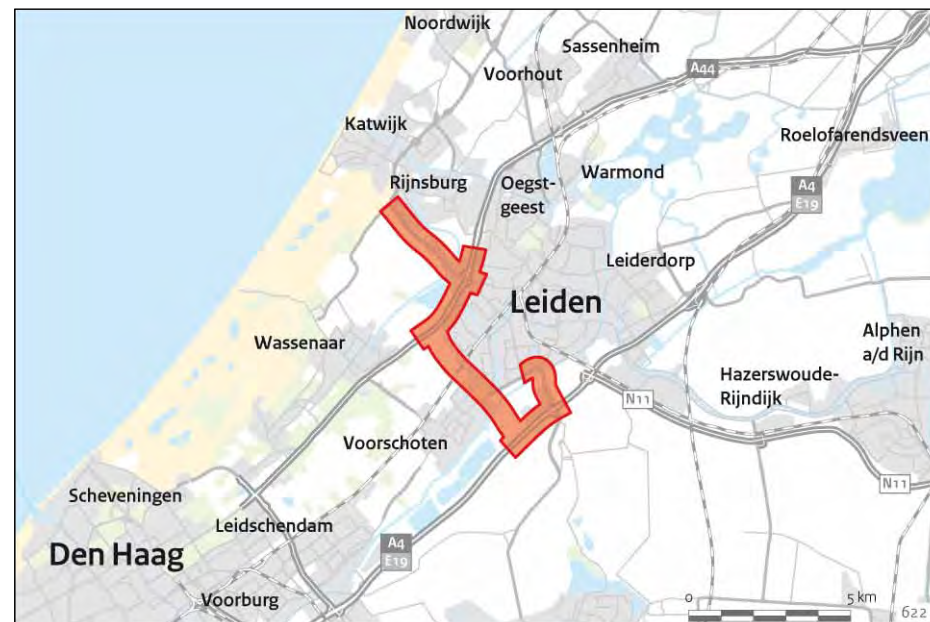 Noordwijk
Sassenheim
Voorhout
A44
Katwijk
Roelofarendsveen
Rijnsburg
Oegst-
geest
Warmond
A4
E19
Leiderdorp
Leiden
Wassenaar
Alphen
a/d Rijn
Hazerswoude-
Rijndijk
N11
Voorschoten
N11
Scheveningen
Leidschendam
A4
E19
Den Haag
Voorburg
0 5 km
622